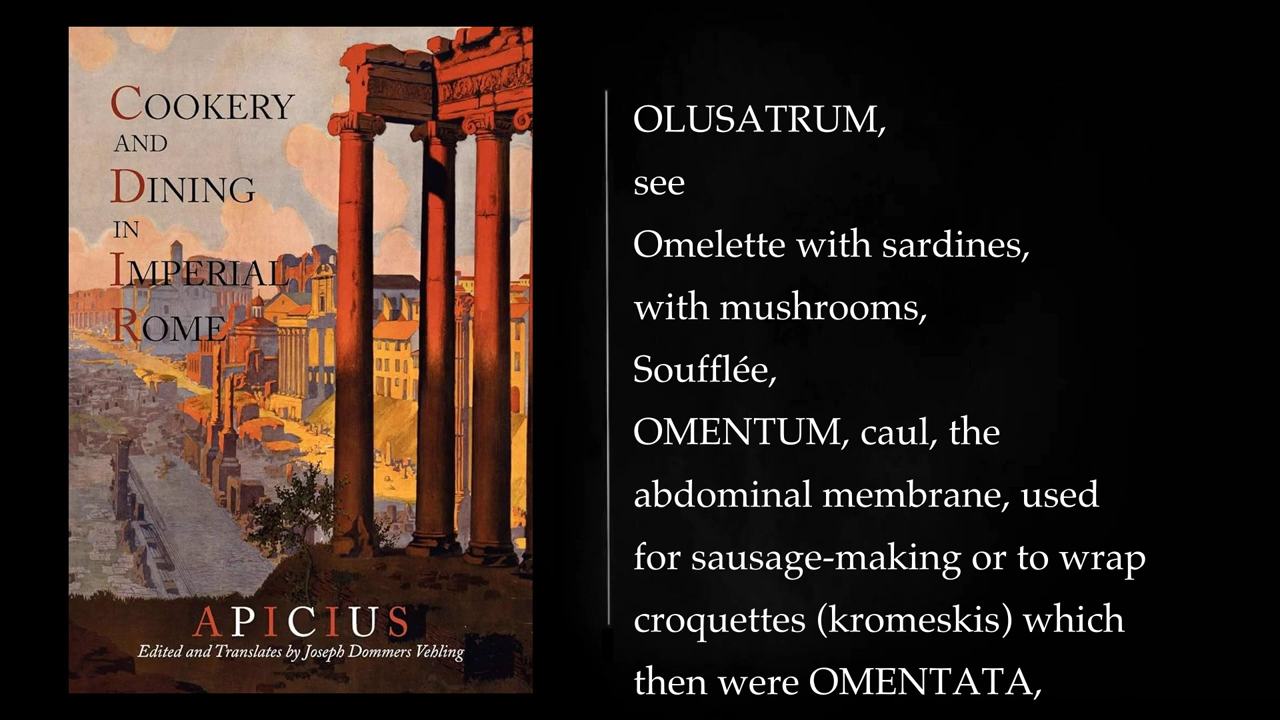 COOKERY
AND
DINING
IN
IMPERIAL
ROME
APICIUS
Edited and Translates by Joseph Dommers Vehling
OLUSATRUM,
see
Omelette with sardines,
with mushrooms,
Soufflée,
OMENTUM, caul, the
abdominal membrane, used
for sausage-making or to wrap
croquettes (kromeskis) which
then were OMENTATA,